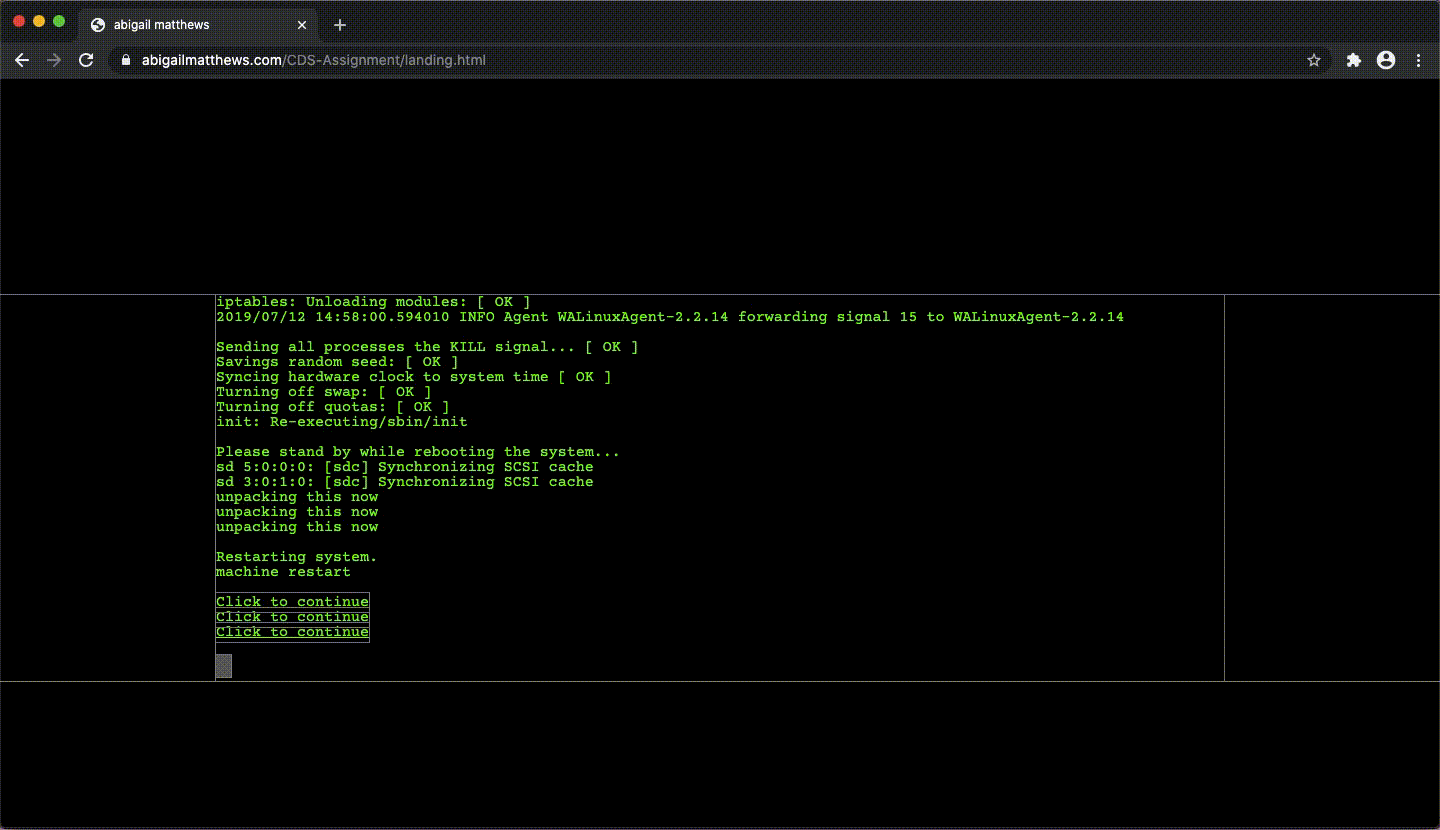 abigail matthews
abigailmatthews.com/CDS-Assignment/landing.html
iptables: Unloading modules: [ OK ]
2019/07/12 14:58:00.594010 INFO Agent WALinuxAgent-2.2.14 forwarding signal 15 to WALinuxAgent-2.2.14
Sending all processes the KILL signal... [ OK ]
Savings random seed: [ OK ]
Syncing hardware clock to system time [ OK ]
Turning off swap: [ OK ]
Turning off quotas: [ OK ]
init: Re-executing/sbin/init
Please stand by while rebooting the system...
sd 5:0:0:0: [sdc] Synchronizing SCSI cache
sd 3:0:1:0: [sdc] Synchronizing SCSI cache
unpacking this now
unpacking this now
unpacking this now
Restarting system.
machine restart
Click to continue
Click to continue
Click to continue